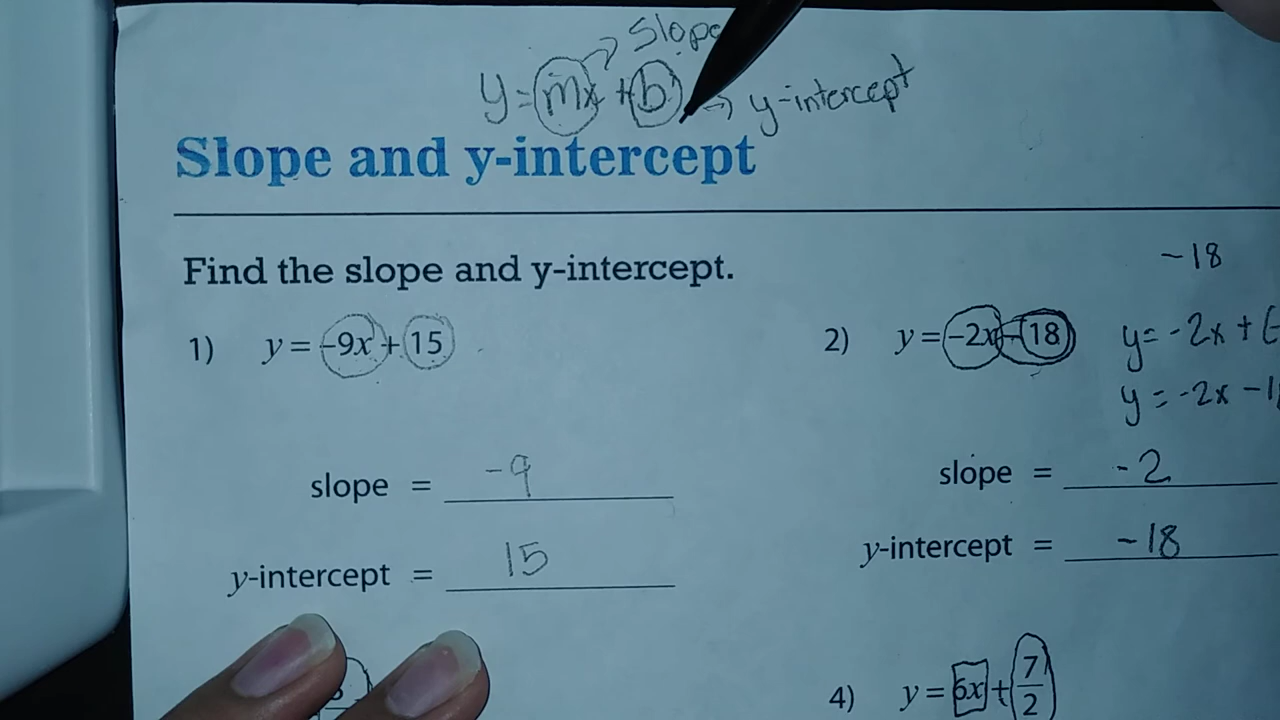 slope
y = mx + b → y-intercept
Slope and y-intercept
Find the slope and y-intercept.
-18
1) y = -9x + 15
2) y = -2x - 18
y = -2x + (-
y = -2x - 1
slope = -9
slope = -2
y-intercept = 15
y-intercept = -18
4) y = 6x + 7/2